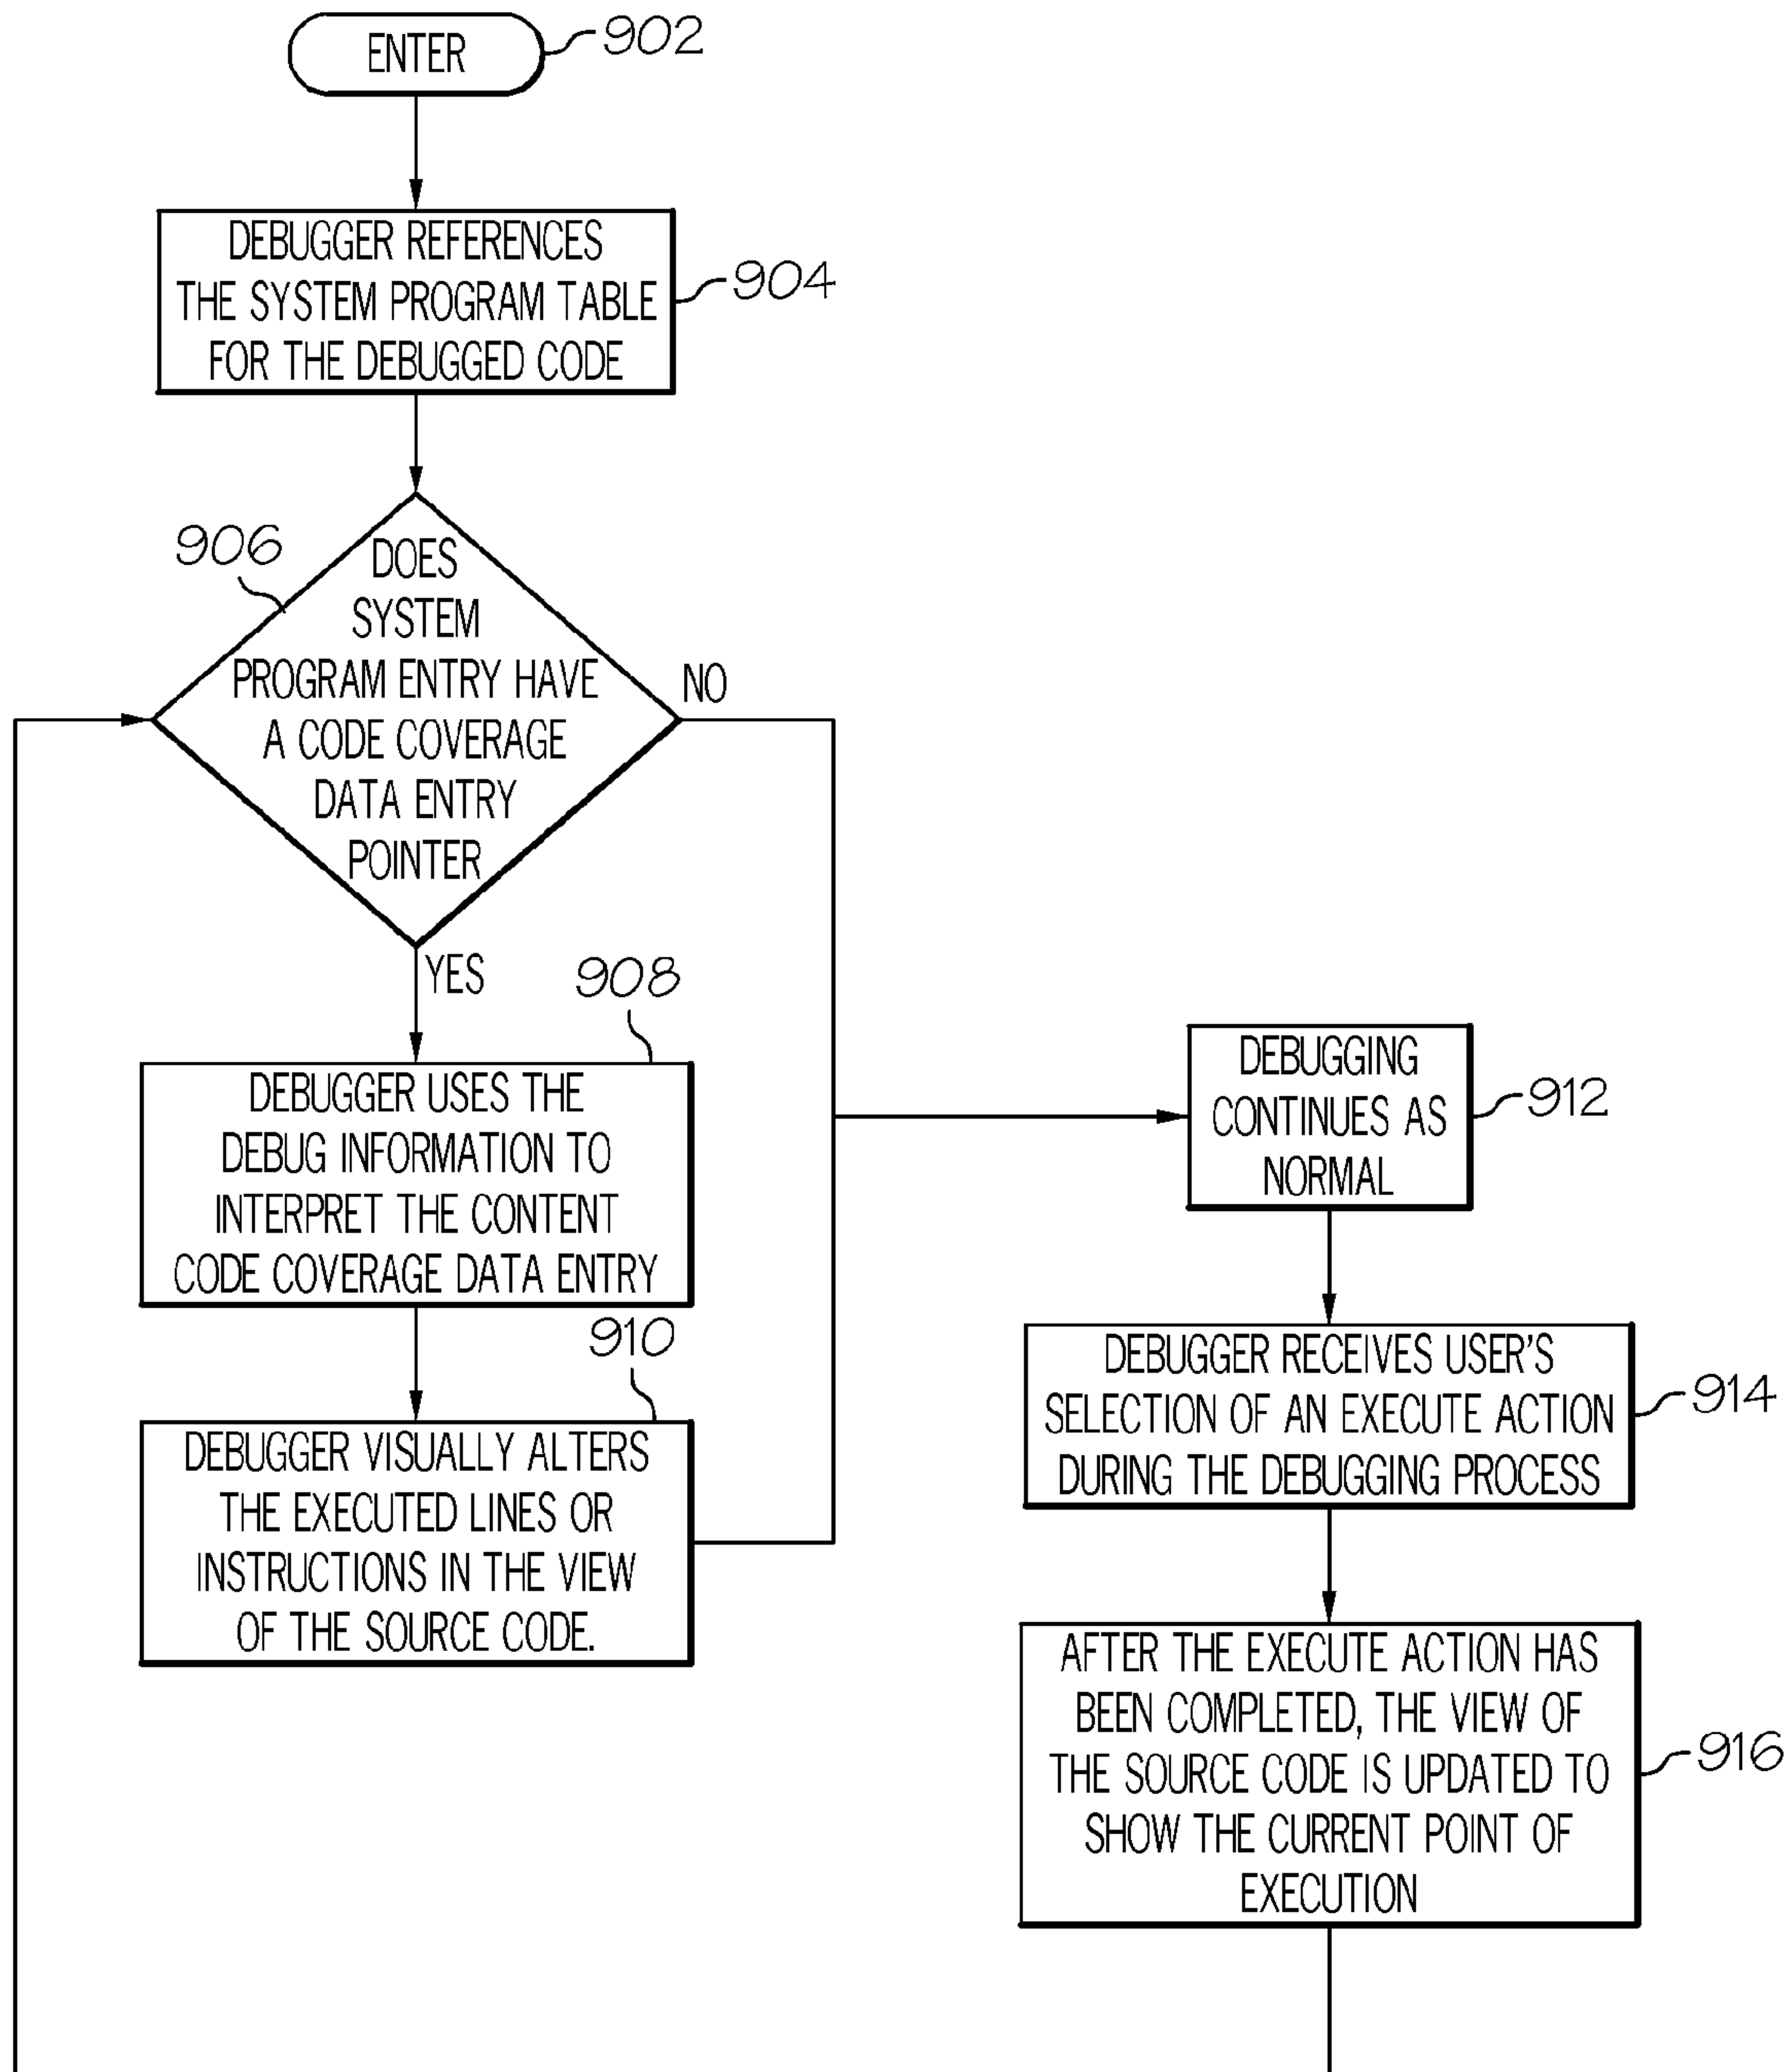 ENTER
902
DEBUGGER REFERENCES
THE SYSTEM PROGRAM TABLE
FOR THE DEBUGGED CODE
904
906
DOES
SYSTEM
PROGRAM ENTRY HAVE
A CODE COVERAGE
DATA ENTRY
POINTER
NO
YES
908
DEBUGGER USES THE
DEBUG INFORMATION TO
INTERPRET THE CONTENT
CODE COVERAGE DATA ENTRY
910
DEBUGGER VISUALLY ALTERS
THE EXECUTED LINES OR
INSTRUCTIONS IN THE VIEW
OF THE SOURCE CODE.
DEBUGGING
CONTINUES AS
NORMAL
912
DEBUGGER RECEIVES USER'S
SELECTION OF AN EXECUTE ACTION
DURING THE DEBUGGING PROCESS
914
AFTER THE EXECUTE ACTION HAS
BEEN COMPLETED, THE VIEW OF
THE SOURCE CODE IS UPDATED TO
SHOW THE CURRENT POINT OF
EXECUTION
916